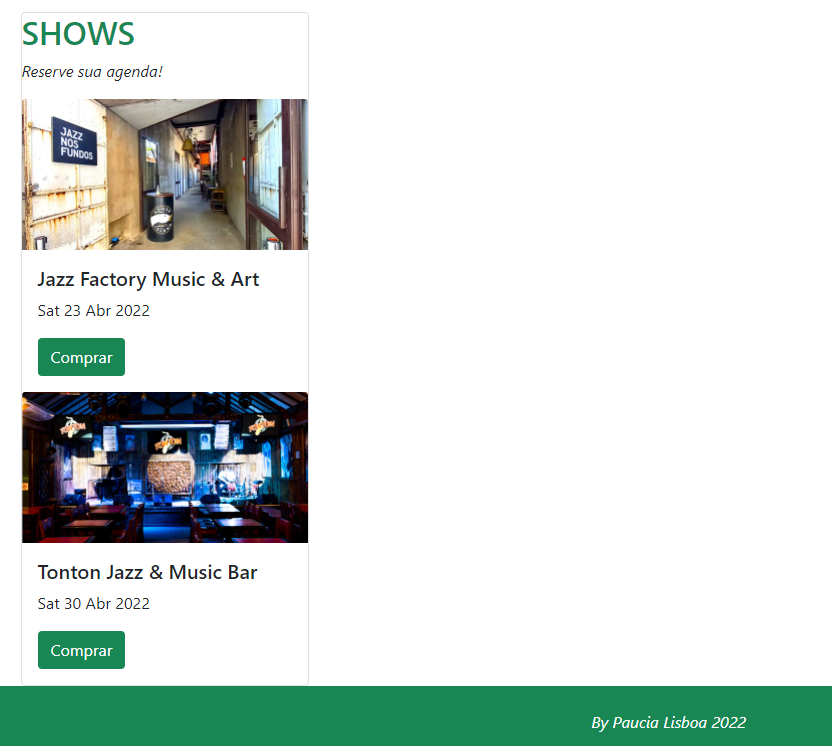 SHOWS
Reserve sua agenda!
JAZZ
NOS
FUNDOS
Jazz Factory Music & Art
Sat 23 Abr 2022
Comprar
Tonton Jazz & Music Bar
Sat 30 Abr 2022
Comprar
By Paucia Lisboa 2022